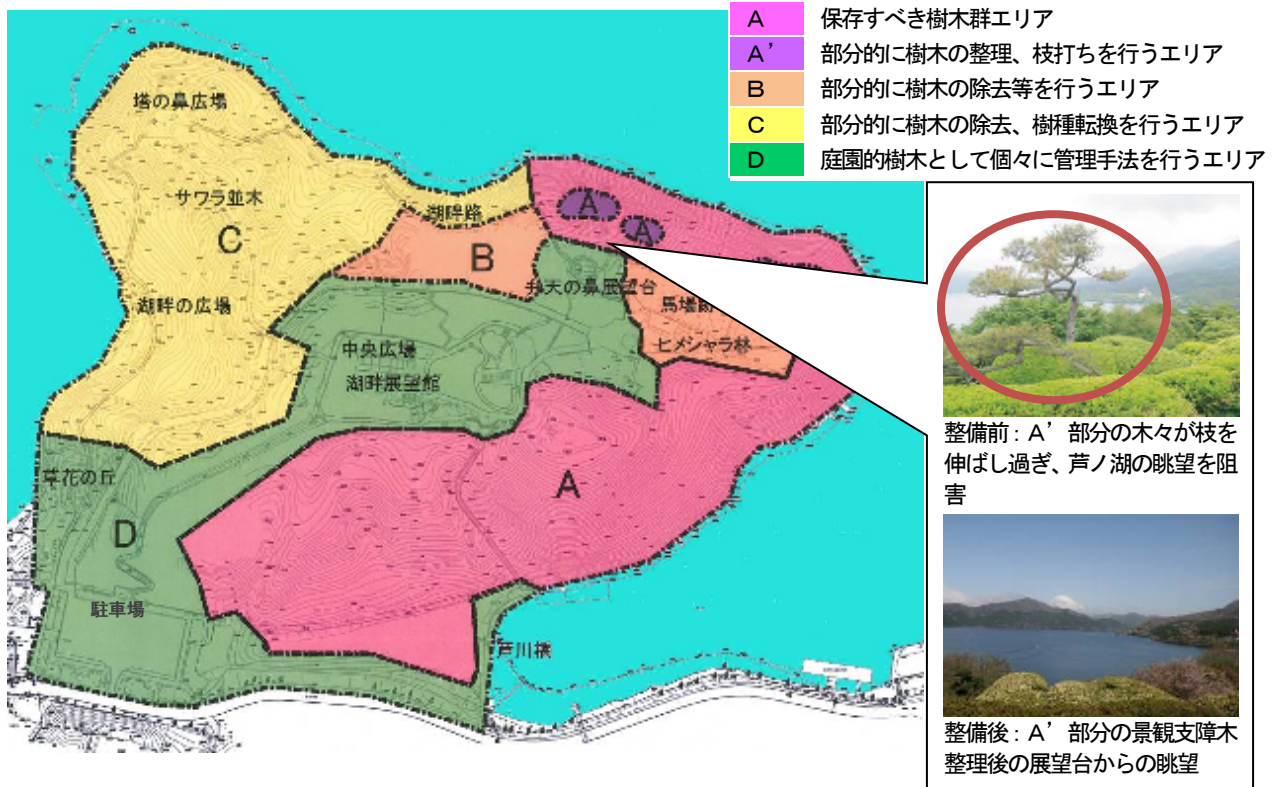 A 保存すべき樹木群エリア
A’ 部分的に樹木の整理、枝打ちを行うエリア
B 部分的に樹木の除去等を行うエリア
C 部分的に樹木の除去、樹種転換を行うエリア
D 庭園的樹木として個々に管理手法を行うエリア
塔の鼻広場
サワラ並木
C
湖畔路
A
A
B
弁天の鼻展望台
馬場跡
ヒメシャラ林
湖畔の広場
中央広場
湖畔展望館
草花の丘
D
A
駐車場
芦川橋
整備前：A’部分の木々が枝を
伸ばし過ぎ、芦ノ湖の眺望を阻
害
整備後：A’部分の景観支障木
整理後の展望台からの眺望